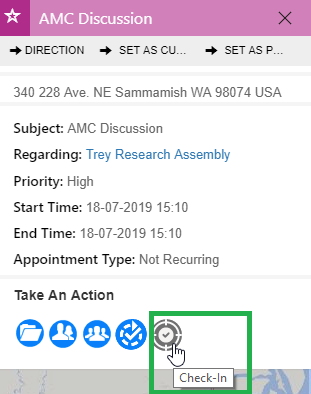 AMC Discussion
DIRECTION SET AS CU... SET AS P...
340 228 Ave. NE Sammamish WA 98074 USA
Subject: AMC Discussion
Regarding: Trey Research Assembly
Priority: High
Start Time: 18-07-2019 15:10
End Time: 18-07-2019 15:10
Appointment Type: Not Recurring
Take An Action
Check-In